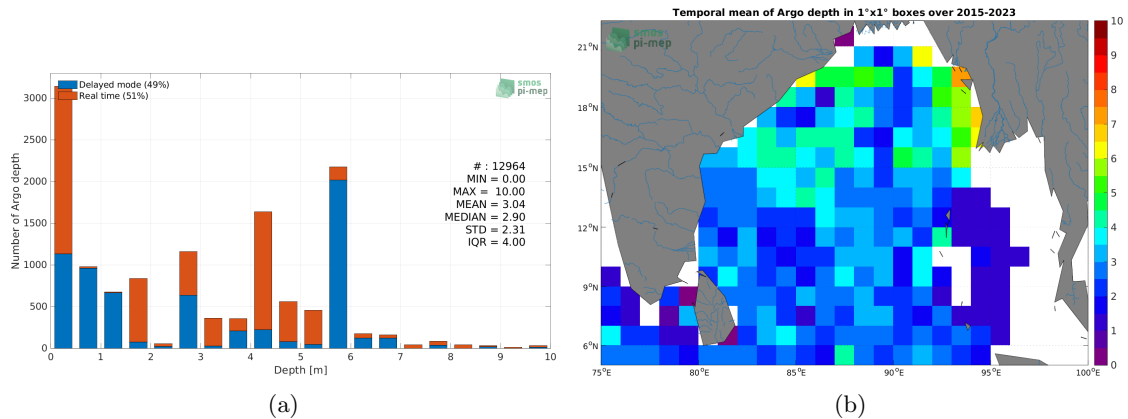 smos
pi-mep
Delayed mode (49%)
Real time (51%)
3000
2500
2000
1500
1000
500
0
Number of Argo depth
# : 12964
MIN = 0.00
MAX = 10.00
MEAN = 3.04
MEDIAN = 2.90
STD = 2.31
IQR = 4.00
0 1 2 3 4 5 6 7 8 9 10
Depth [m]
(a)
Temporal mean of Argo depth in 1°x1° boxes over 2015-2023
smos
pi-mep
21°N
18°N
15°N
12°N
9°N
6°N
75°E 80°E 85°E 90°E 95°E 100°E
10
9
8
7
6
5
4
3
2
1
0
(b)